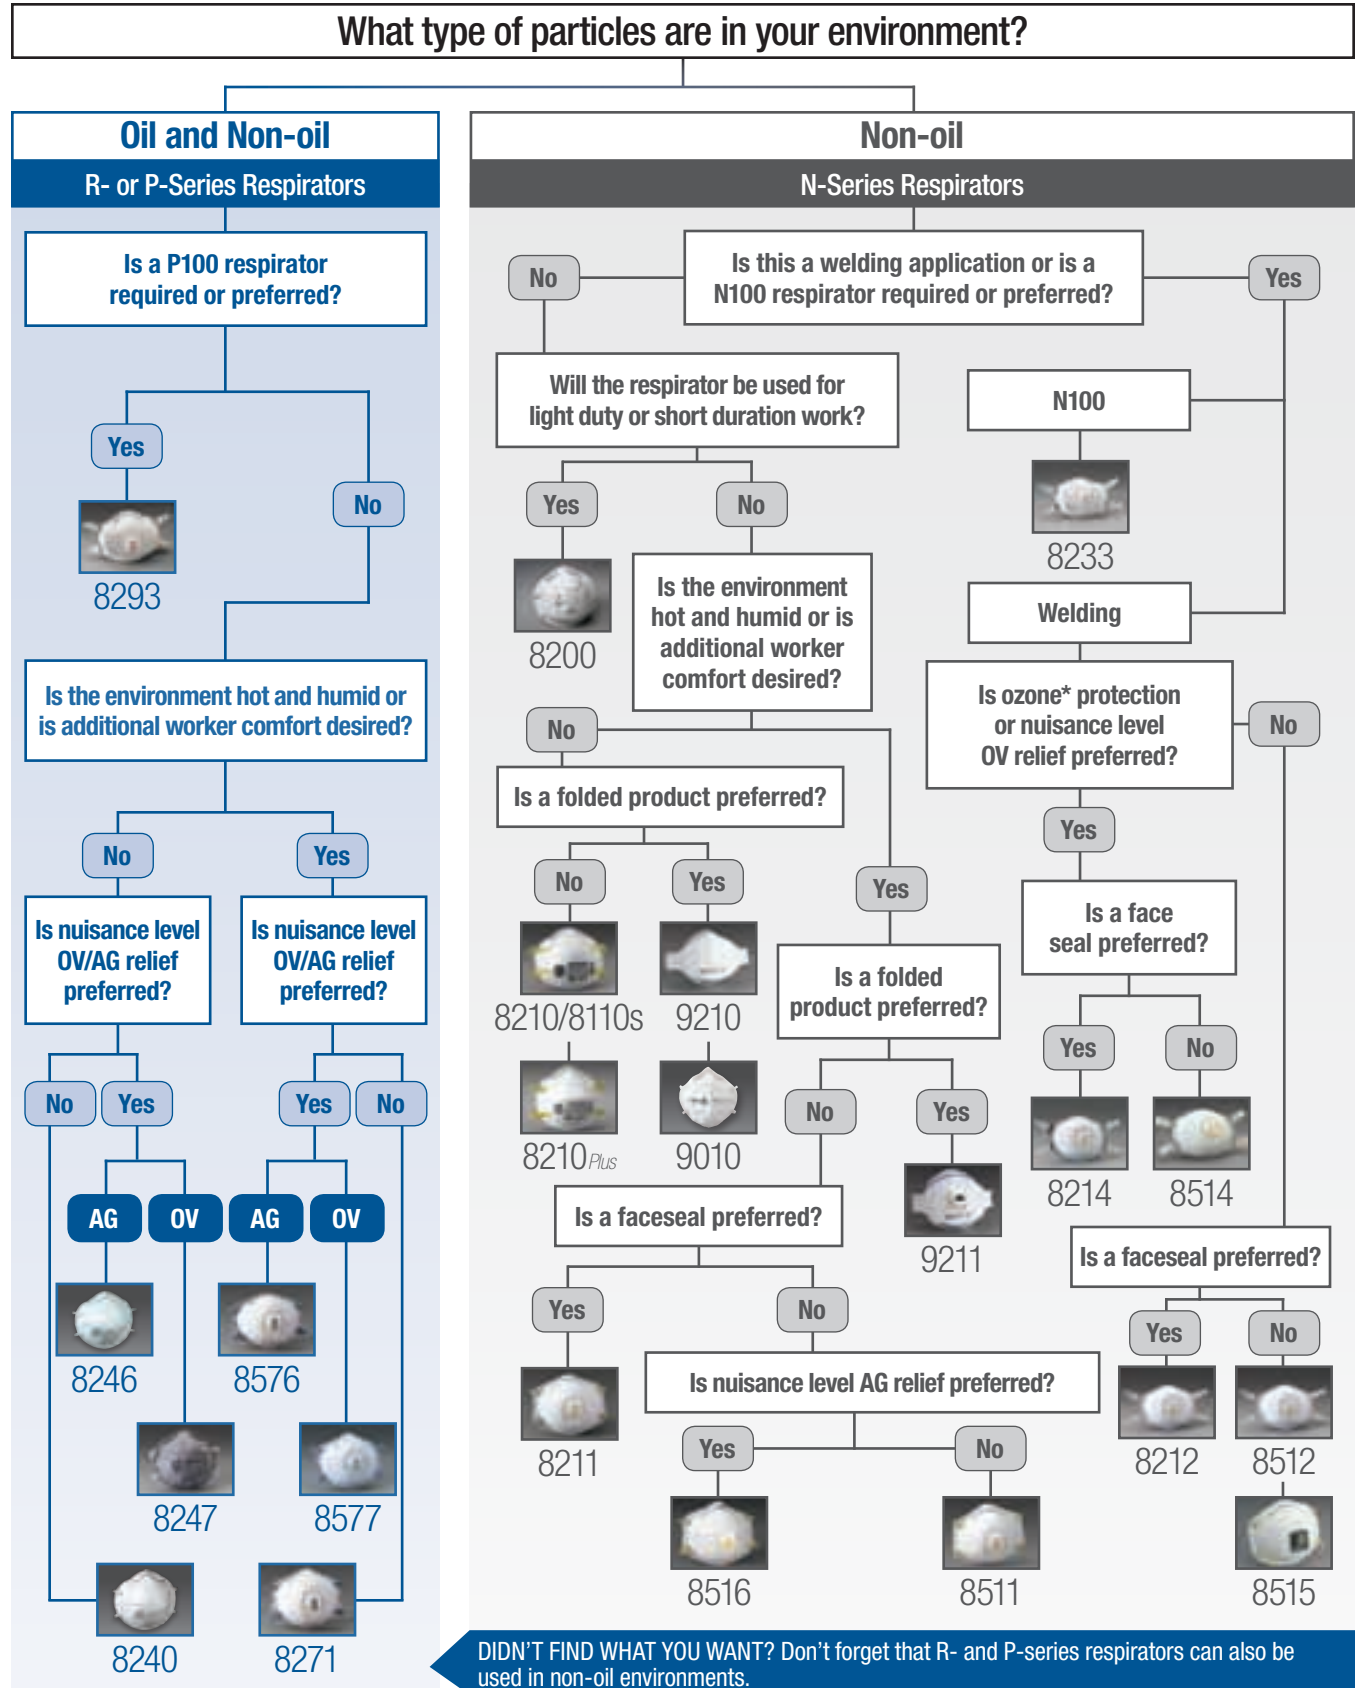 What type of particles are in your environment?
Oil and Non-oil
R- or P-Series Respirators
Is a P100 respirator
required or preferred?
Yes
8293
No
Is the environment hot and humid or
is additional worker comfort desired?
No
Yes
Is nuisance level
OV/AG relief
preferred?
Is nuisance level
OV/AG relief
preferred?
No
Yes
Yes
No
AG
OV
AG
OV
8246
8576
8247
8577
8240
8271
Non-oil
N-Series Respirators
Is this a welding application or is a
N100 respirator required or preferred?
No
Yes
Will the respirator be used for
light duty or short duration work?
Yes
8200
No
Is the environment
hot and humid or is
additional worker
comfort desired?
No
Is a folded product preferred?
No
Yes
8210/8110s
9210
8210 Plus
9010
Yes
Is a folded
product preferred?
No
Yes
9211
Is a faceseal preferred?
Yes
No
8211
Is nuisance level AG relief preferred?
Yes
No
8516
8511
N100
8233
Welding
Is ozone* protection
or nuisance level
OV relief preferred?
No
Yes
Is a face
seal preferred?
Yes
No
8214
8514
Is a faceseal preferred?
Yes
No
8212
8512
8515
DIDN'T FIND WHAT YOU WANT? Don't forget that R- and P-series respirators can also be
used in non-oil environments.